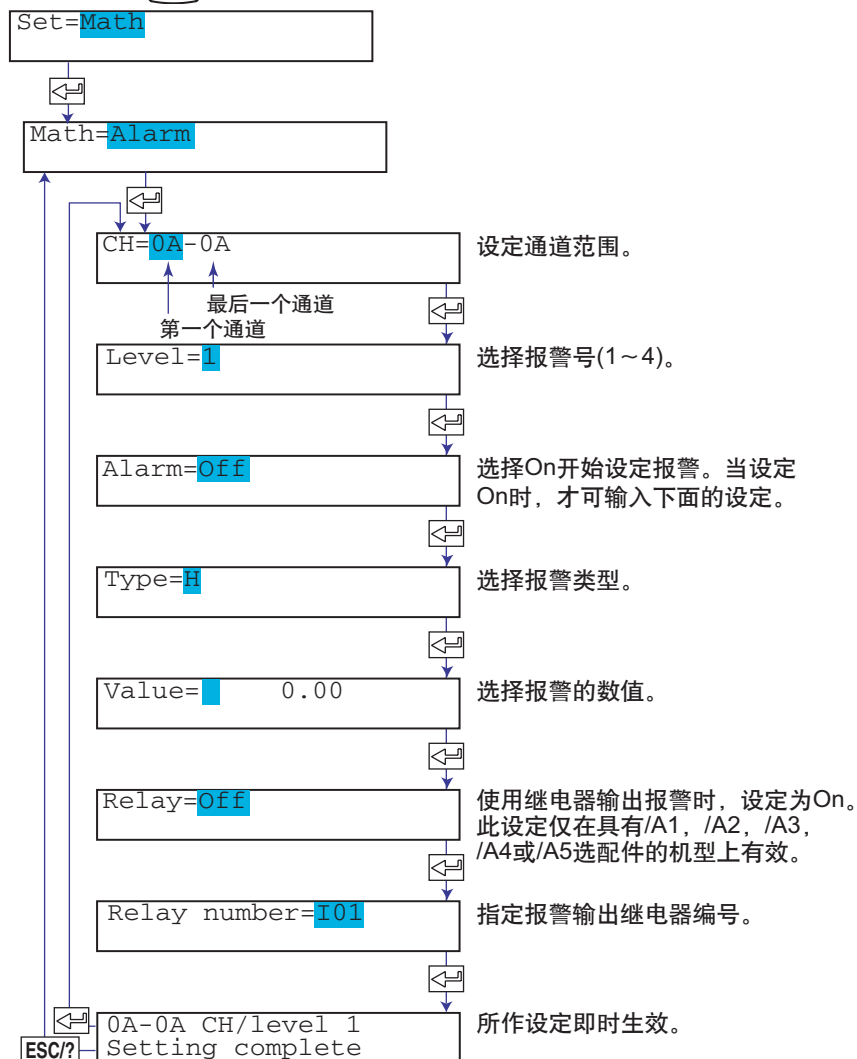 Set=Math
Math=Alarm
CH=0A-0A
设定通道范围。
最后一个通道
第一个通道
Level=1
选择报警号(1～4)。
Alarm=Off
选择On开始设定报警。当设定
On时，才可输入下面的设定。
Type=H
选择报警类型。
Value= 0.00
选择报警的数值。
Relay=Off
使用继电器输出报警时，设定为On。
此设定仅在具有/A1，/A2，/A3，
/A4或/A5选配件的机型上有效。
Relay number=I01
指定报警输出继电器编号。
0A-0A CH/level 1
所作设定即时生效。
ESC/?
Setting complete